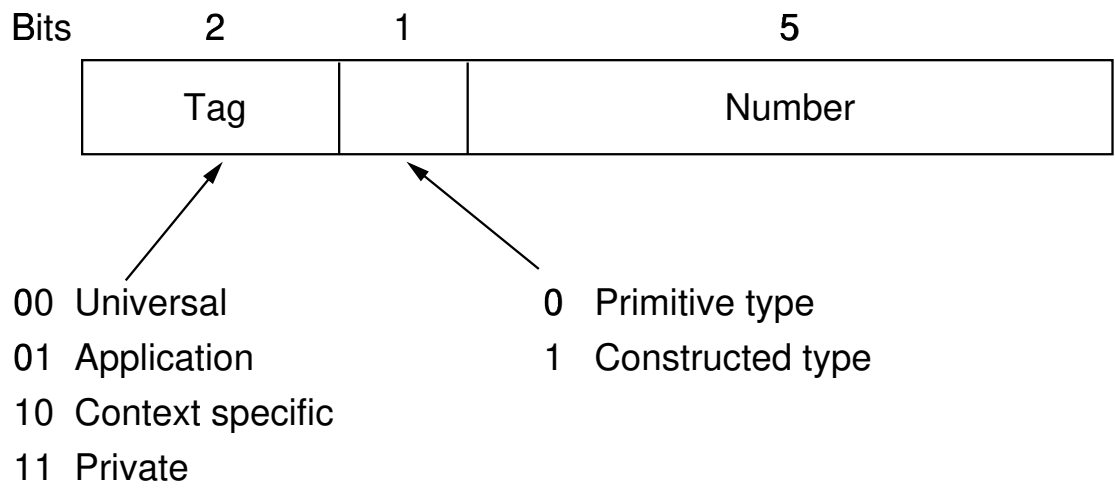 Bits 2 1 5
Tag Number
00 Universal 0 Primitive type
01 Application 1 Constructed type
10 Context specific
11 Private